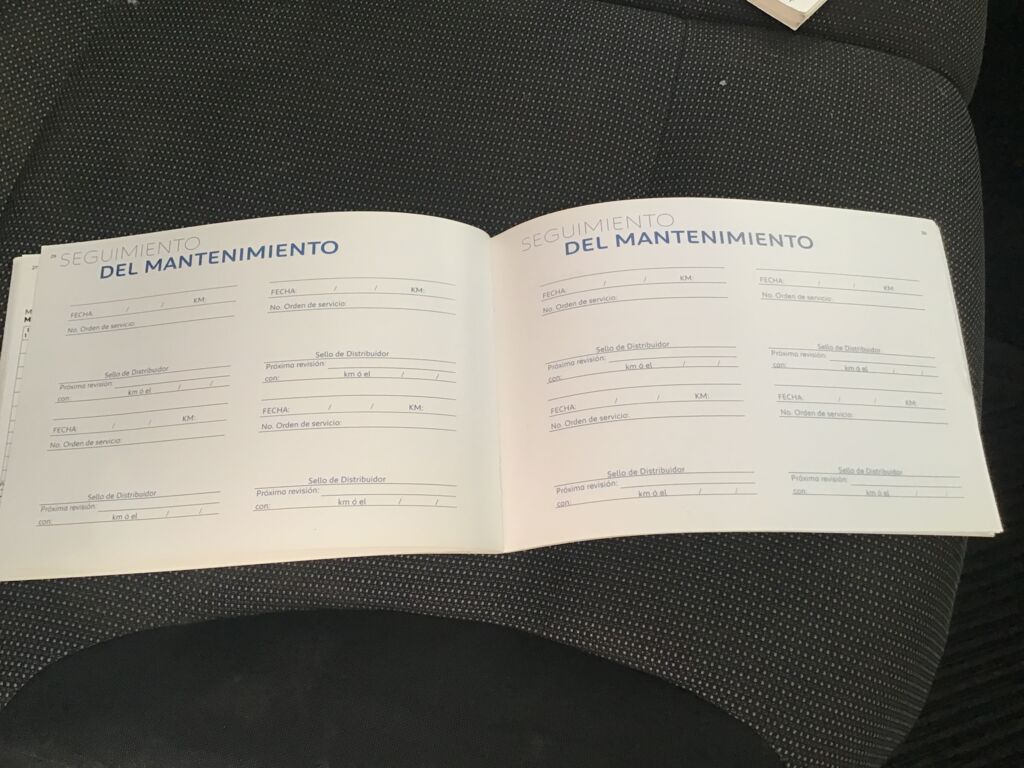 SEGUIMIENTO
DEL MANTENIMIENTO
FECHA: / / KM:
No. Orden de servicio:
Sello de Distribuidor
Próxima revisión:
con: km ó el / /
FECHA: / / KM:
No. Orden de servicio:
Sello de Distribuidor
Próxima revisión:
con: km ó el / /
FECHA: / / KM:
No. Orden de servicio:
Sello de Distribuidor
Próxima revisión:
con: km ó el / /
FECHA: / / KM:
No. Orden de servicio:
Sello de Distribuidor
Próxima revisión:
con: km ó el / /
SEGUIMIENTO
DEL MANTENIMIENTO
FECHA: / / KM:
No. Orden de servicio:
Sello de Distribuidor
Próxima revisión:
con: km ó el / /
FECHA: / / KM:
No. Orden de servicio:
Sello de Distribuidor
Próxima revisión:
con: km ó el / /
FECHA: / / KM:
No. Orden de servicio:
Sello de Distribuidor
Próxima revisión:
con: km ó el / /
FECHA: / / KM:
No. Orden de servicio:
Sello de Distribuidor
Próxima revisión:
con: km ó el / /